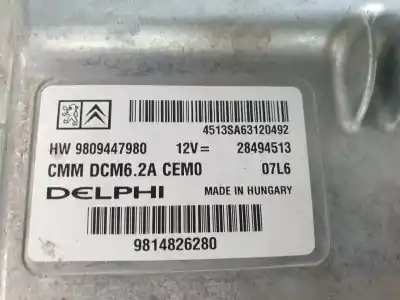 4513SA63120492
HW 9809447980 12V= 28494513
CMM DCM6.2A CEM0 07L6
DELPHI MADE IN HUNGARY
9814826280